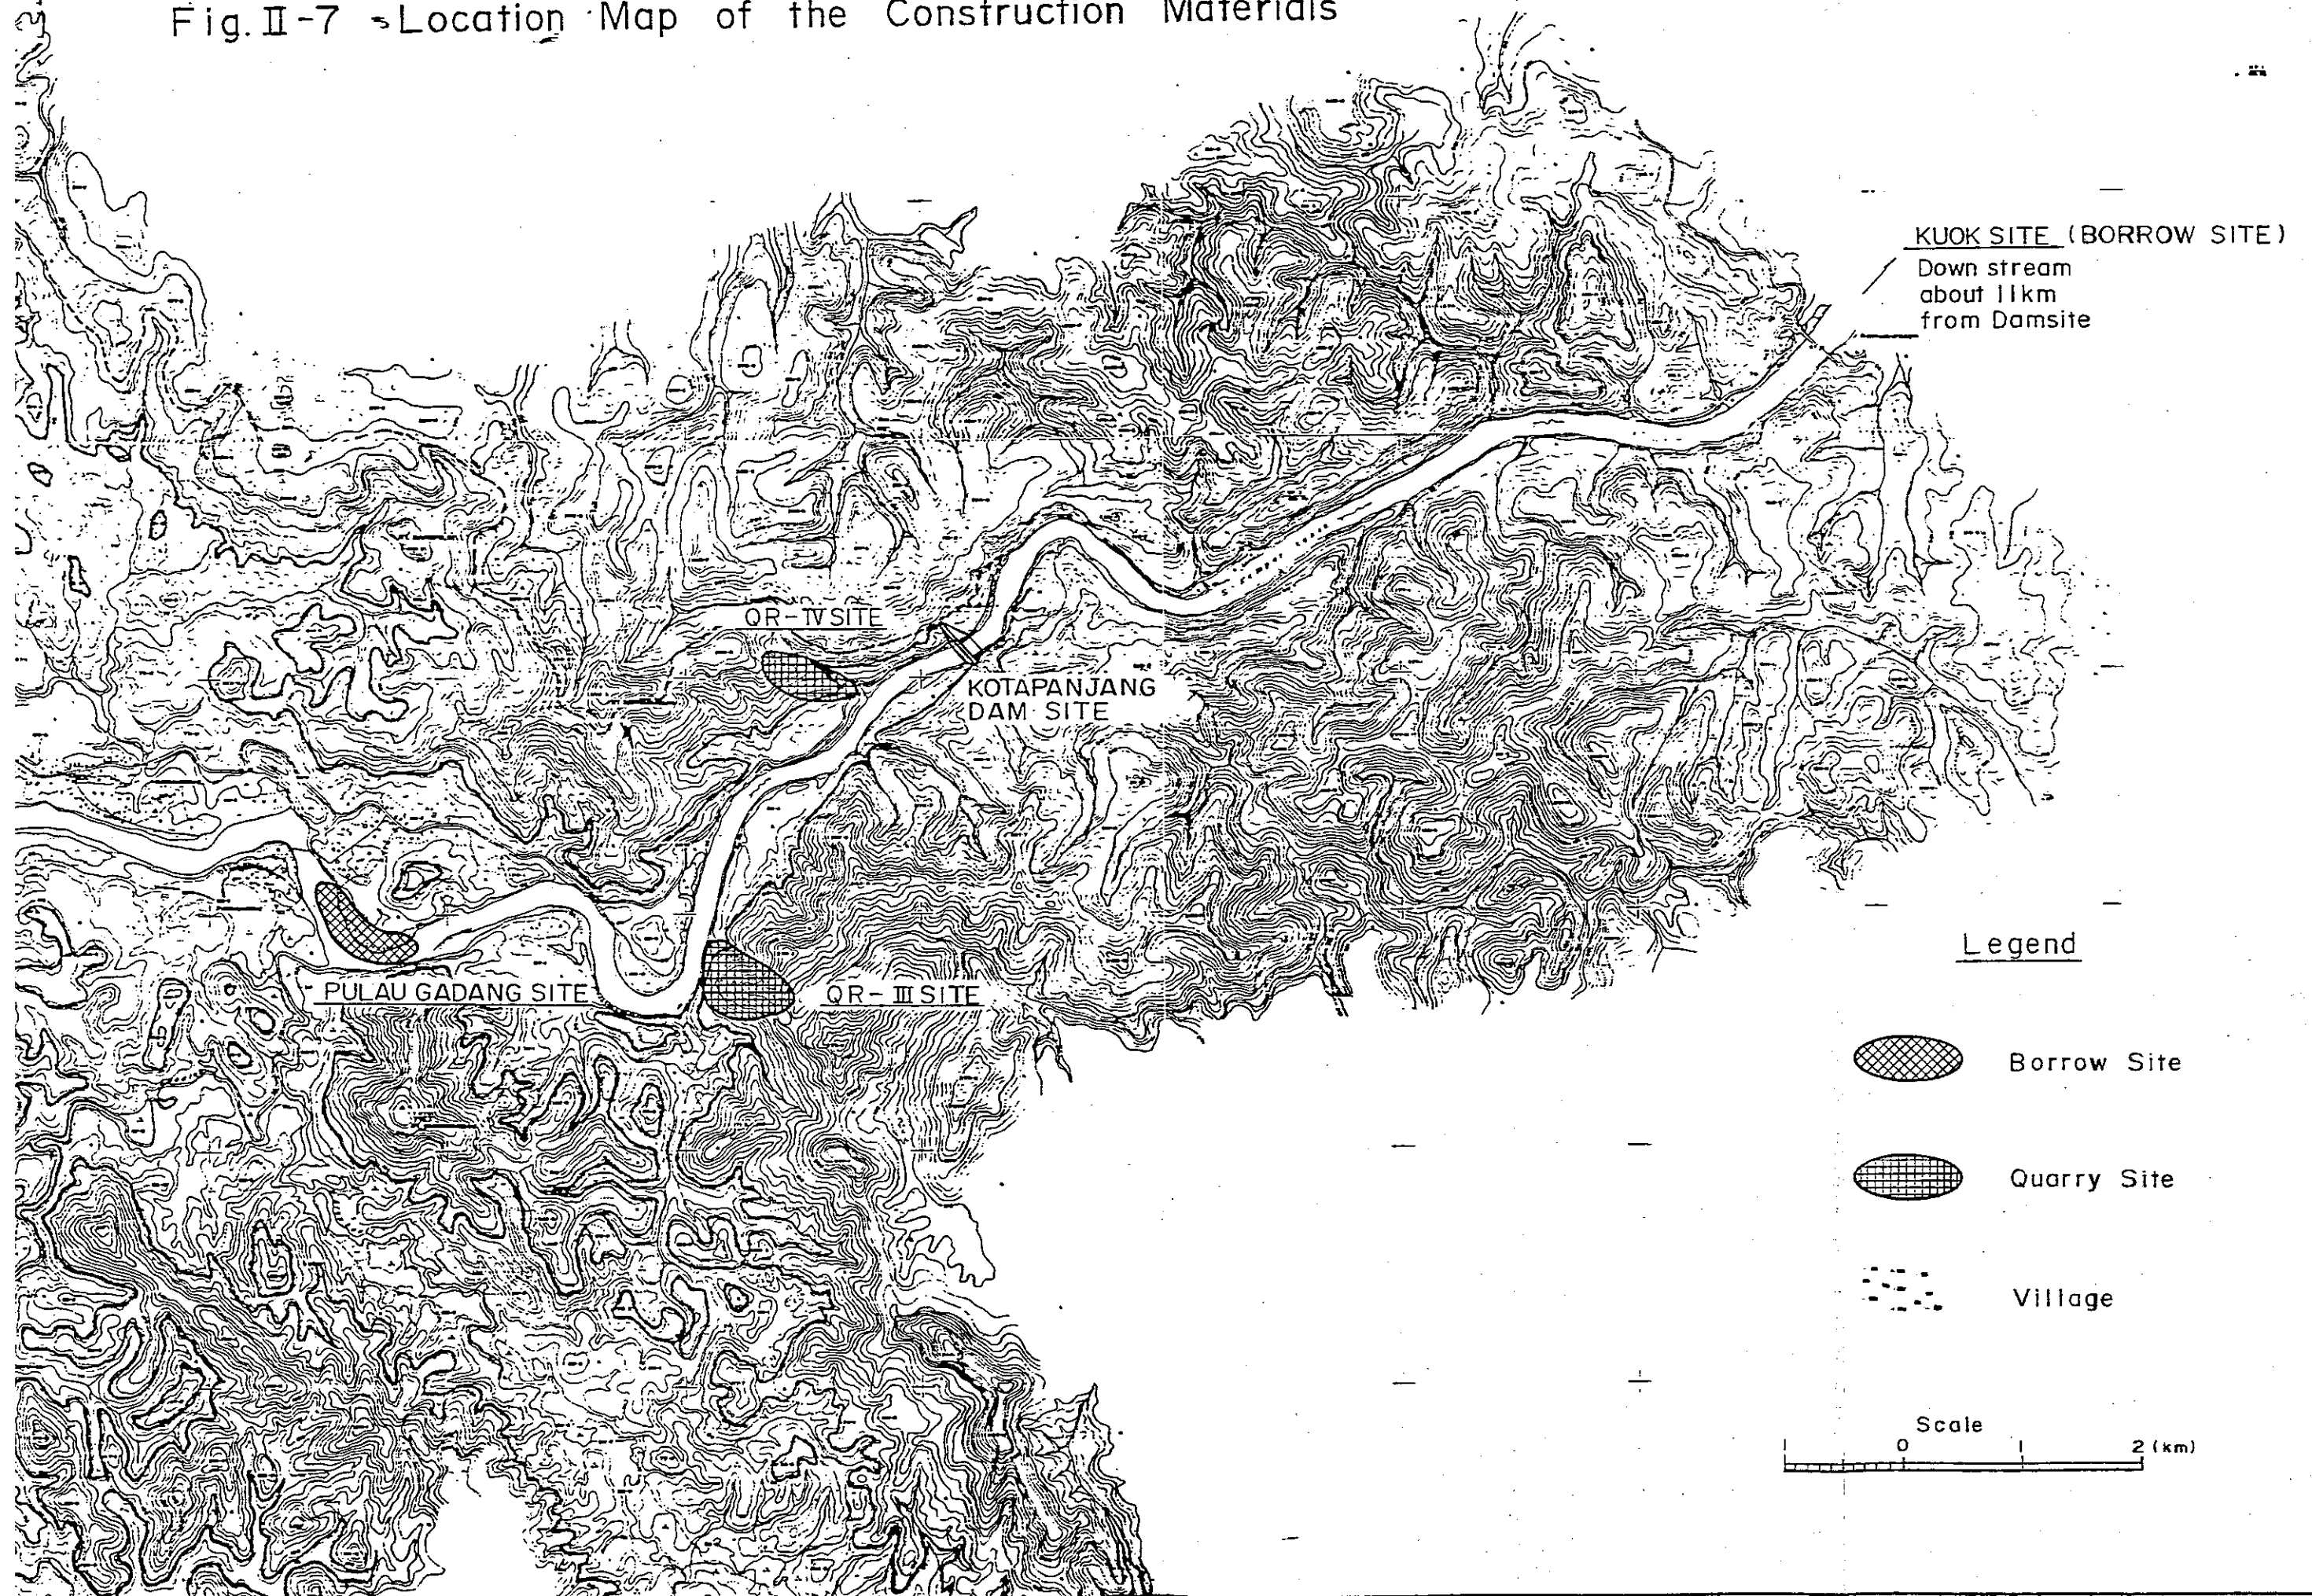 Fig. II-7 Location Map of the Construction Materials
KUOK SITE (BORROW SITE)
Down stream
about 11km
from Damsite
QR-IV SITE
KOTAPANJANG
DAM SITE
PULAU GADANG SITE
QR-III SITE
Legend
Borrow Site
Quarry Site
Village
Scale
1 0 1 2 (km)